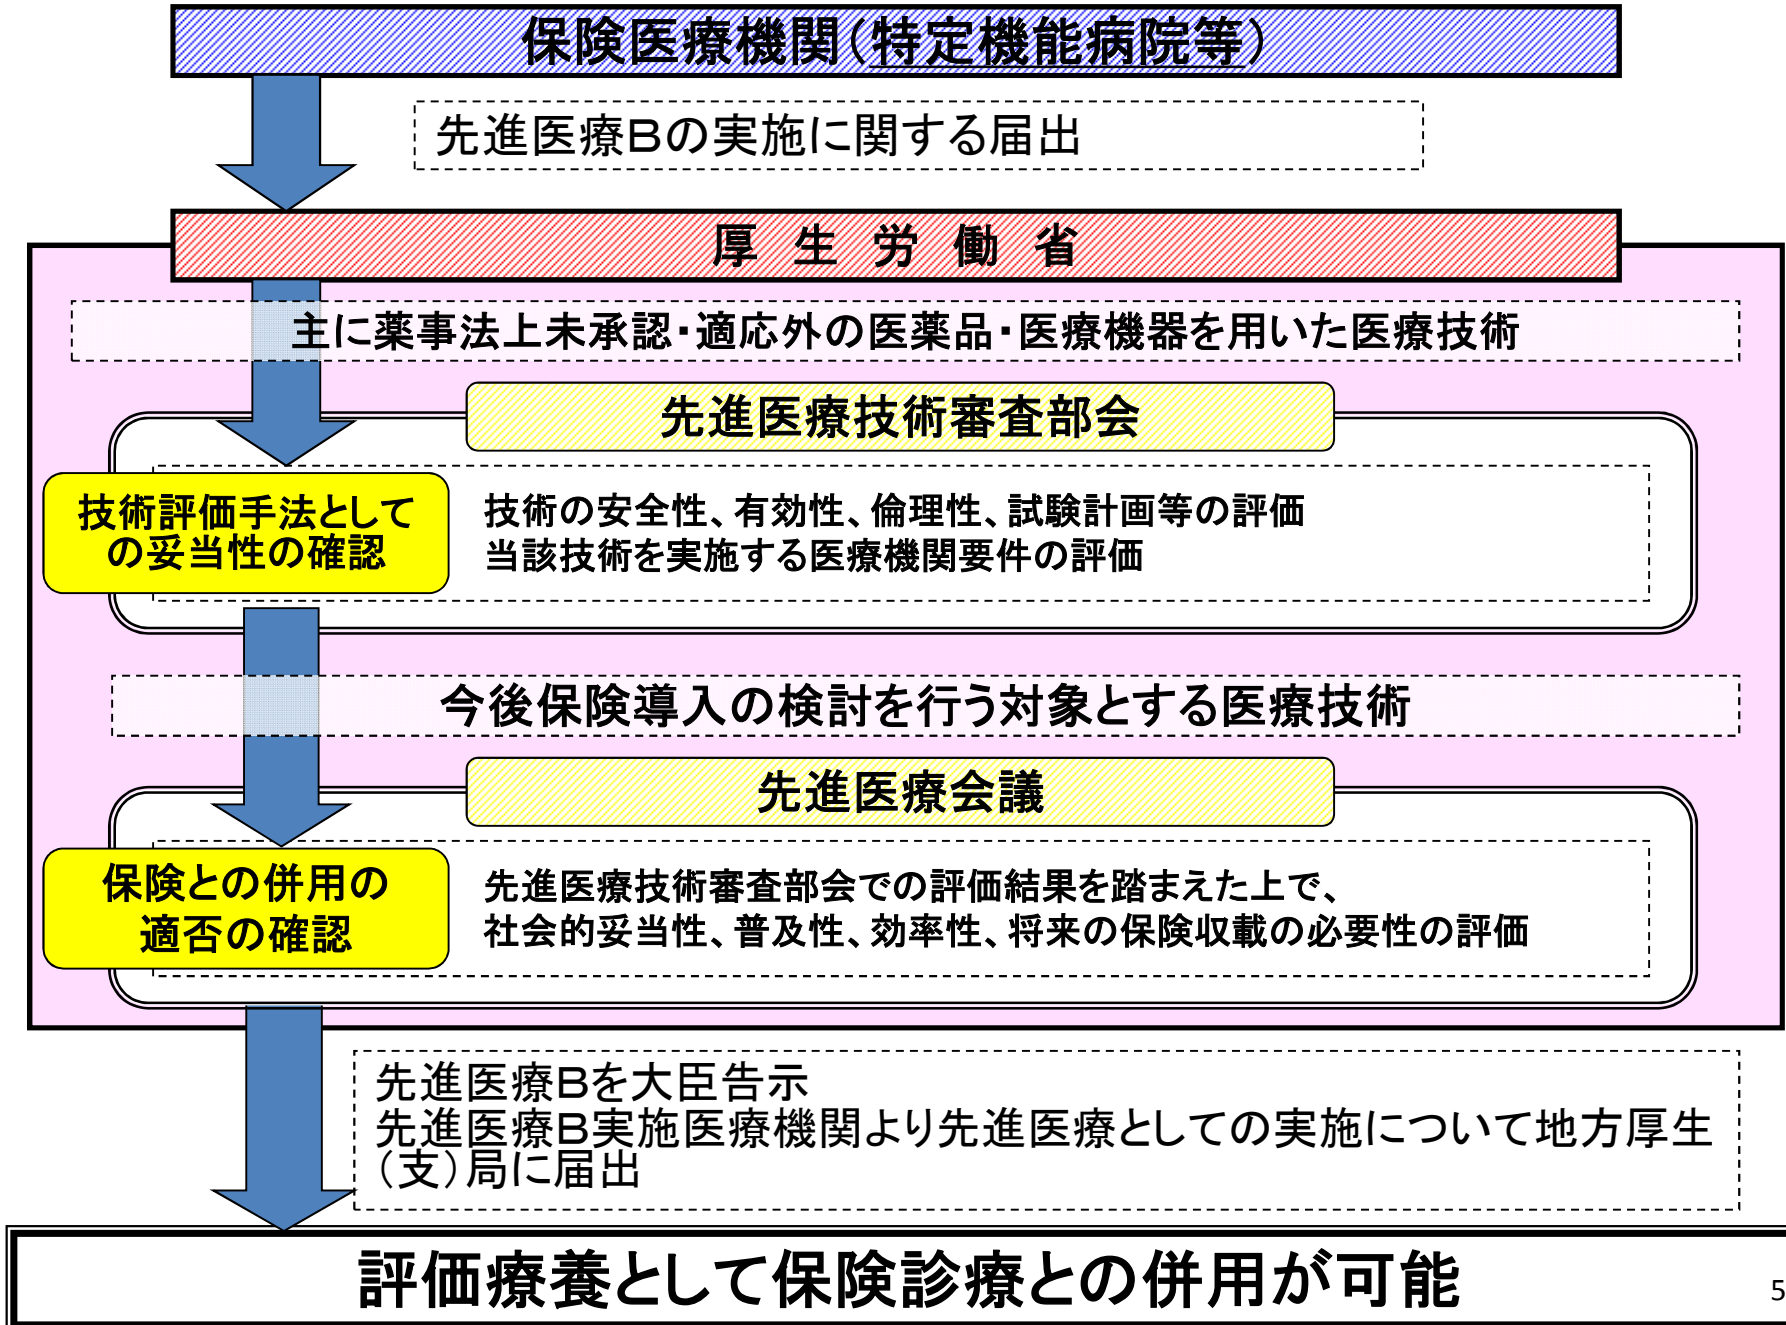 保険医療機関（特定機能病院等）
先進医療Bの実施に関する届出
厚 生 労 働 省
主に薬事法上未承認・適応外の医薬品・医療機器を用いた医療技術
先進医療技術審査部会
技術評価手法として
の妥当性の確認
技術の安全性、有効性、倫理性、試験計画等の評価
当該技術を実施する医療機関要件の評価
今後保険導入の検討を行う対象とする医療技術
先進医療会議
保険との併用の
適否の確認
先進医療技術審査部会での評価結果を踏まえた上で、
社会的妥当性、普及性、効率性、将来の保険収載の必要性の評価
先進医療Bを大臣告示
先進医療B実施医療機関より先進医療としての実施について地方厚生
（支）局に届出
評価療養として保険診療との併用が可能
5